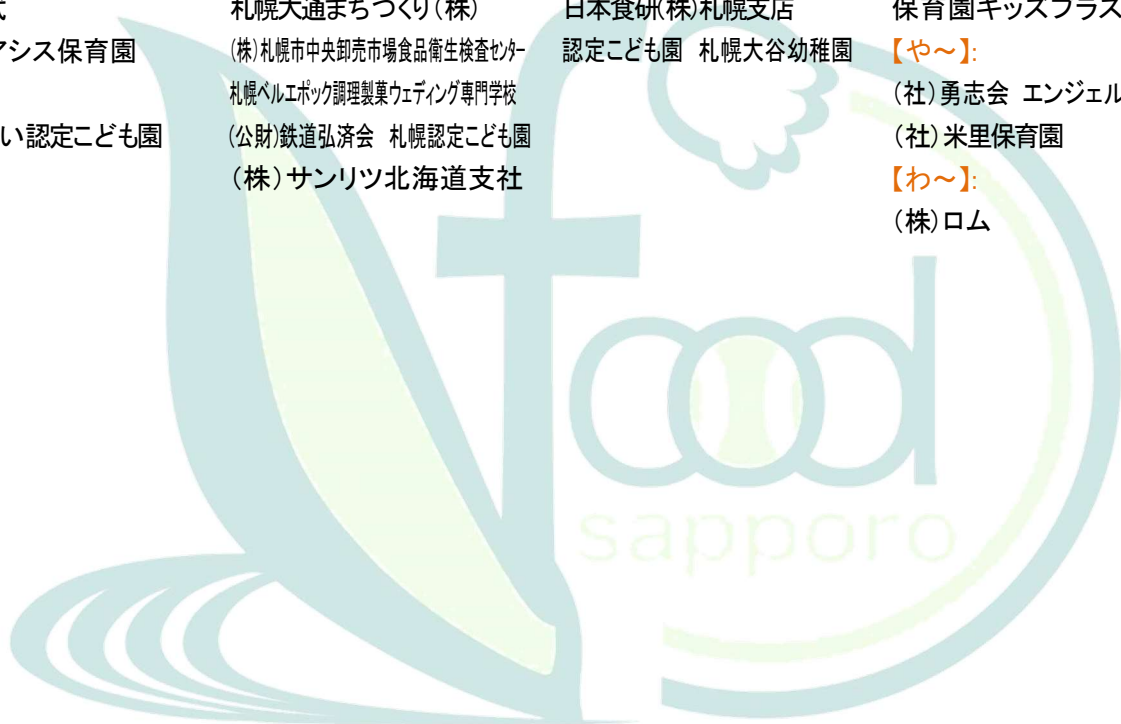 アシス保育園
い認定こども園
札幌大通まちづくり(株)
(株)札幌市中央卸売市場食品衛生検査センター
札幌ベルエポック調理製菓ウェディング専門学校
(公財)鉄道弘済会 札幌認定こども園
(株)サンリツ北海道支社
日本食研(株)札幌支店
認定こども園 札幌大谷幼稚園
保育園キッズプラス
【や～】:
(社)勇志会 エンジェル
(社)米里保育園
【わ～】:
(株)ロム
food
sapporo